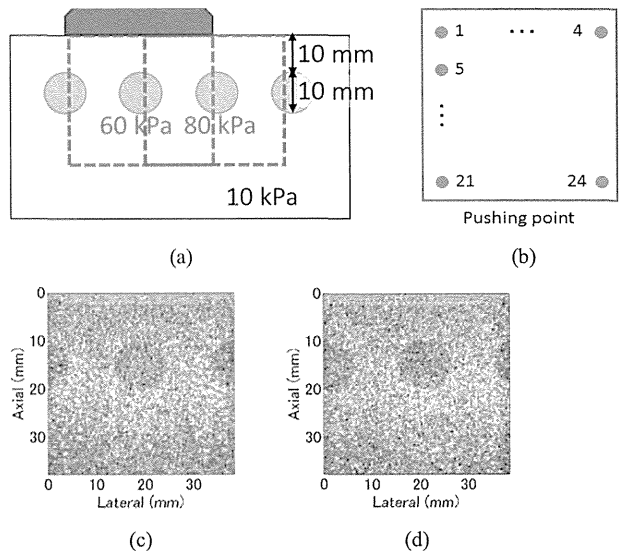 10 mm
10 mm
60 kPa 80 kPa
10 kPa
(a)
1 ... 4
5
⋮
21 24
Pushing point
(b)
0
10
20
30
Axial (mm)
0 10 20 30
Lateral (mm)
(c)
0
10
20
30
Axial (mm)
0 10 20 30
Lateral (mm)
(d)